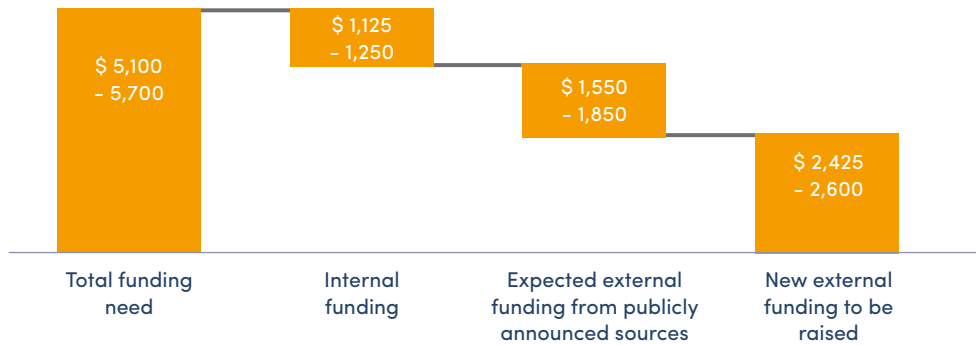 $ 5,100
- 5,700
$ 1,125
- 1,250
$ 1,550
- 1,850
$ 2,425
- 2,600
Total funding
need
Internal
funding
Expected external
funding from publicly
announced sources
New external
funding to be
raised